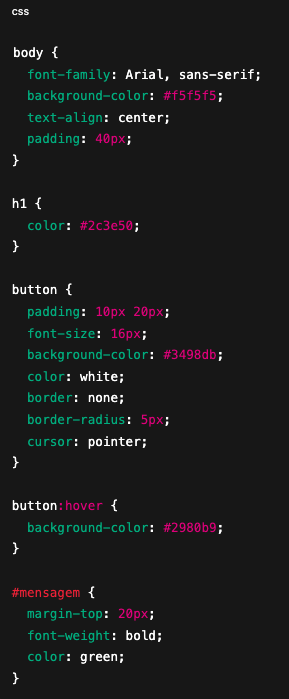 css
body {
  font-family: Arial, sans-serif;
  background-color: #f5f5f5;
  text-align: center;
  padding: 40px;
}
h1 {
  color: #2c3e50;
}
button {
  padding: 10px 20px;
  font-size: 16px;
  background-color: #3498db;
  color: white;
  border: none;
  border-radius: 5px;
  cursor: pointer;
}
button:hover {
  background-color: #2980b9;
}
#mensagem {
  margin-top: 20px;
  font-weight: bold;
  color: green;
}